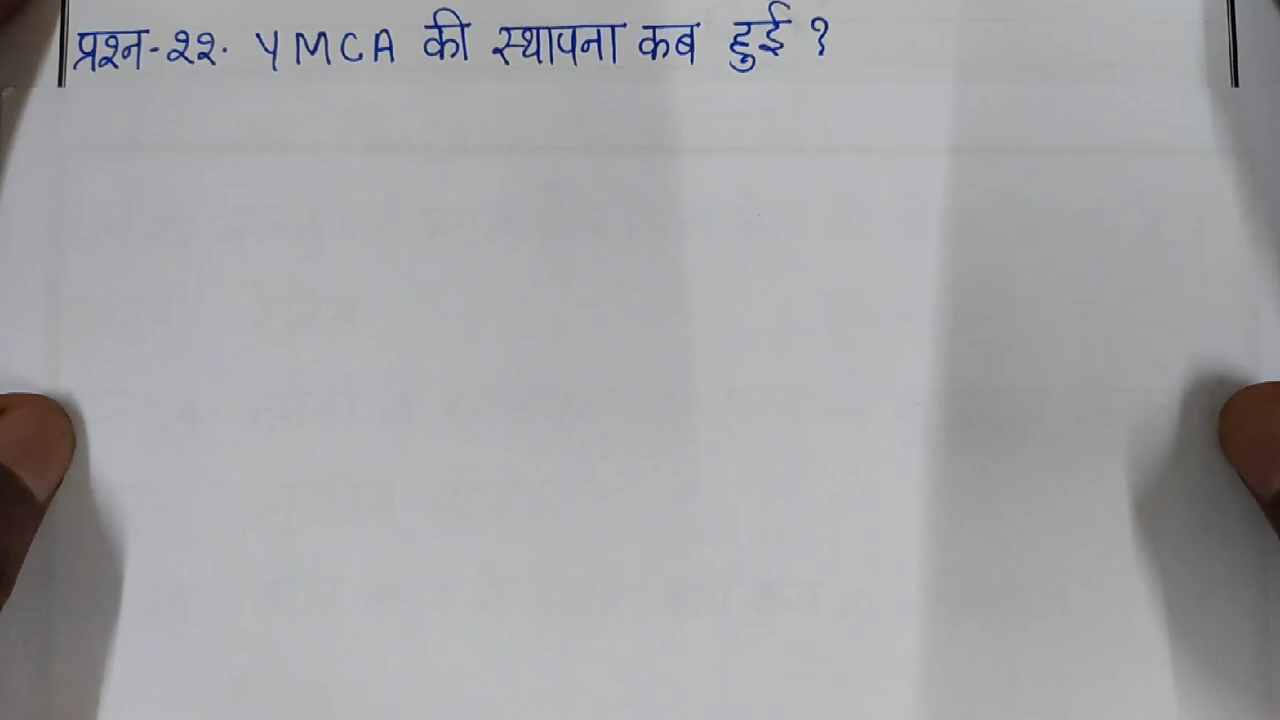 प्रश्न-२२. YMCA की स्थापना कब हुई ?